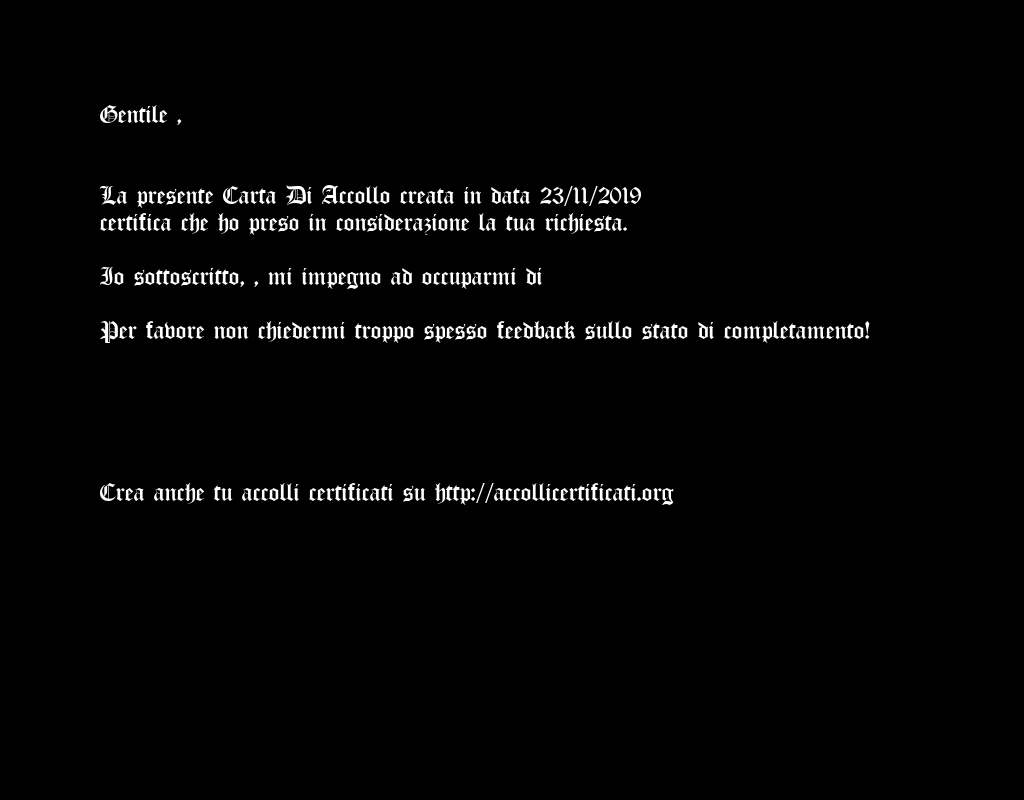 Gentile ,
La presente Carta Di Accollo creata in data 23/11/2019
certifica che ho preso in considerazione la tua richiesta.
Io sottoscritto, , mi impegno ad occuparmi di
Per favore non chiedermi troppo spesso feedback sullo stato di completamento!
Crea anche tu accolli certificati su http://accollicertificati.org